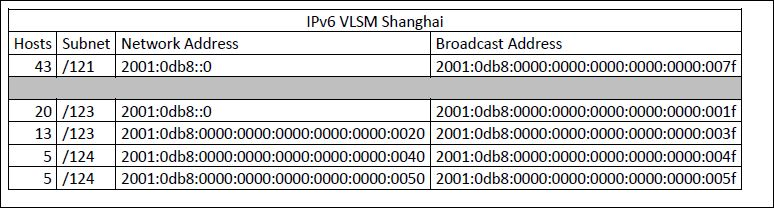 IPv6 VLSM Shanghai
Hosts Subnet Network Address Broadcast Address
43 /121 2001:0db8::0 2001:0db8:0000:0000:0000:0000:0000:007f
20 /123 2001:0db8::0 2001:0db8:0000:0000:0000:0000:0000:001f
13 /123 2001:0db8:0000:0000:0000:0000:0000:0020 2001:0db8:0000:0000:0000:0000:0000:003f
5 /124 2001:0db8:0000:0000:0000:0000:0000:0040 2001:0db8:0000:0000:0000:0000:0000:004f
5 /124 2001:0db8:0000:0000:0000:0000:0000:0050 2001:0db8:0000:0000:0000:0000:0000:005f